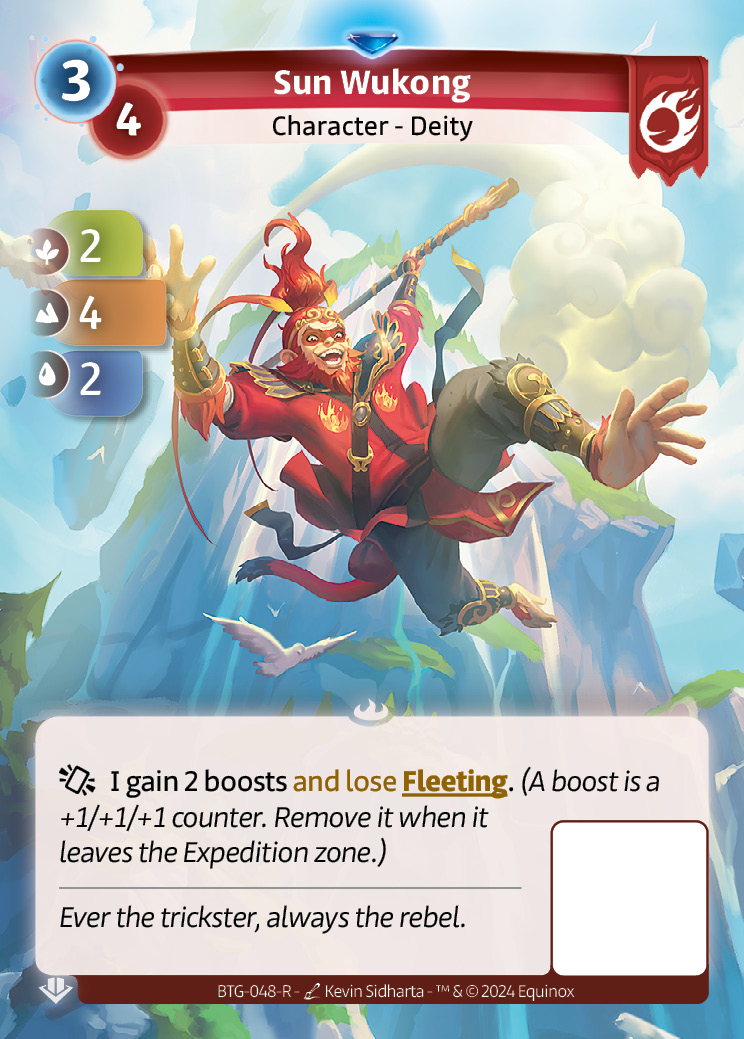 3
4
Sun Wukong
Character - Deity
2
4
2
I gain 2 boosts and lose Fleeting. (A boost is a
+1/+1/+1 counter. Remove it when it
leaves the Expedition zone.)
Ever the trickster, always the rebel.
BTG-048-R - Kevin Sidharta - ™ & © 2024 Equinox